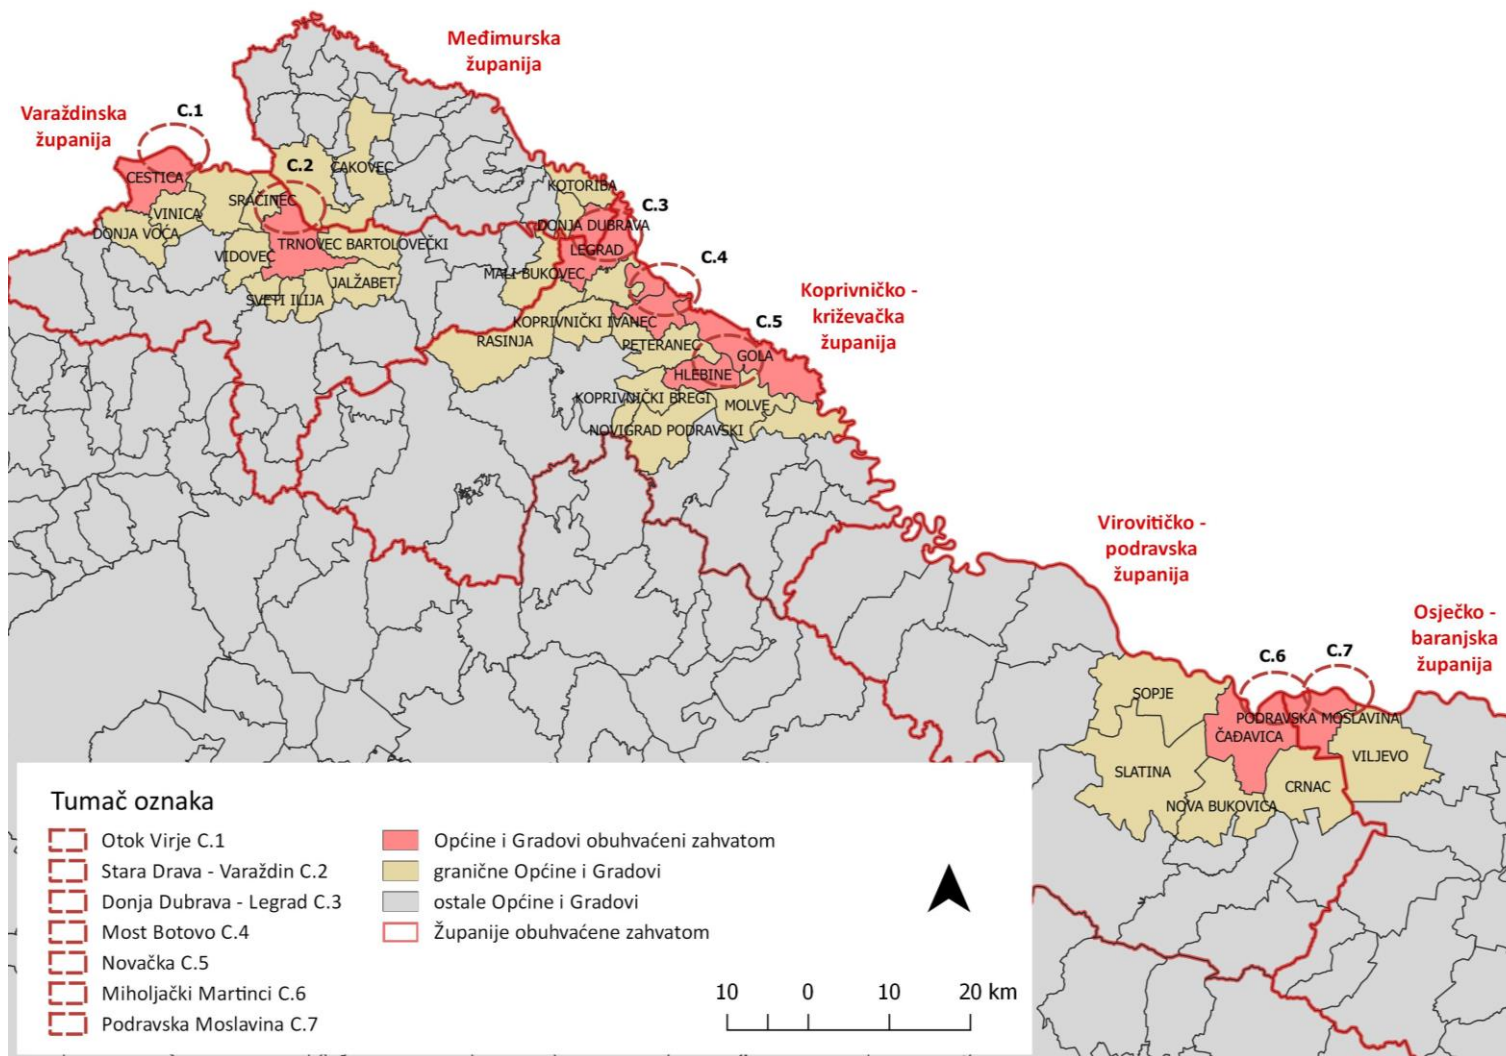 Međimurska
županija
Varaždinska
županija
C.1
C.2
ČAKOVEC
CESTICA
KOTORIBA
SRAČINEC
VINICA
C.3
DONJA DUBRAVA
DONJA VOĆA
TRNOVEC BARTOLOVEČKI
LEGRAD
VIDOVEC
C.4
MALI BUKOVEC
JALŽABET
SVETI ILIJA
Koprivničko -
križevačka
županija
KOPRIVNIČKI IVANEC
C.5
RASINJA
PETERANEC
GOLA
HLEBINE
KOPRIVNIČKI BREGI
MOLVE
NOVIGRAD PODRAVSKI
Virovitičko -
podravska
županija
Osječko -
baranjska
županija
C.6
C.7
SOPJE
PODRAVSKA MOSLAVINA
ČAĐAVICA
VILJEVO
SLATINA
CRNAC
NOVA BUKOVICA
Tumač oznaka
Otok Virje C.1
Stara Drava - Varaždin C.2
Donja Dubrava - Legrad C.3
Most Botovo C.4
Novačka C.5
Miholjački Martinci C.6
Podravska Moslavina C.7
Općine i Gradovi obuhvaćeni zahvatom
granične Općine i Gradovi
ostale Općine i Gradovi
Županije obuhvaćene zahvatom
10 0 10 20 km